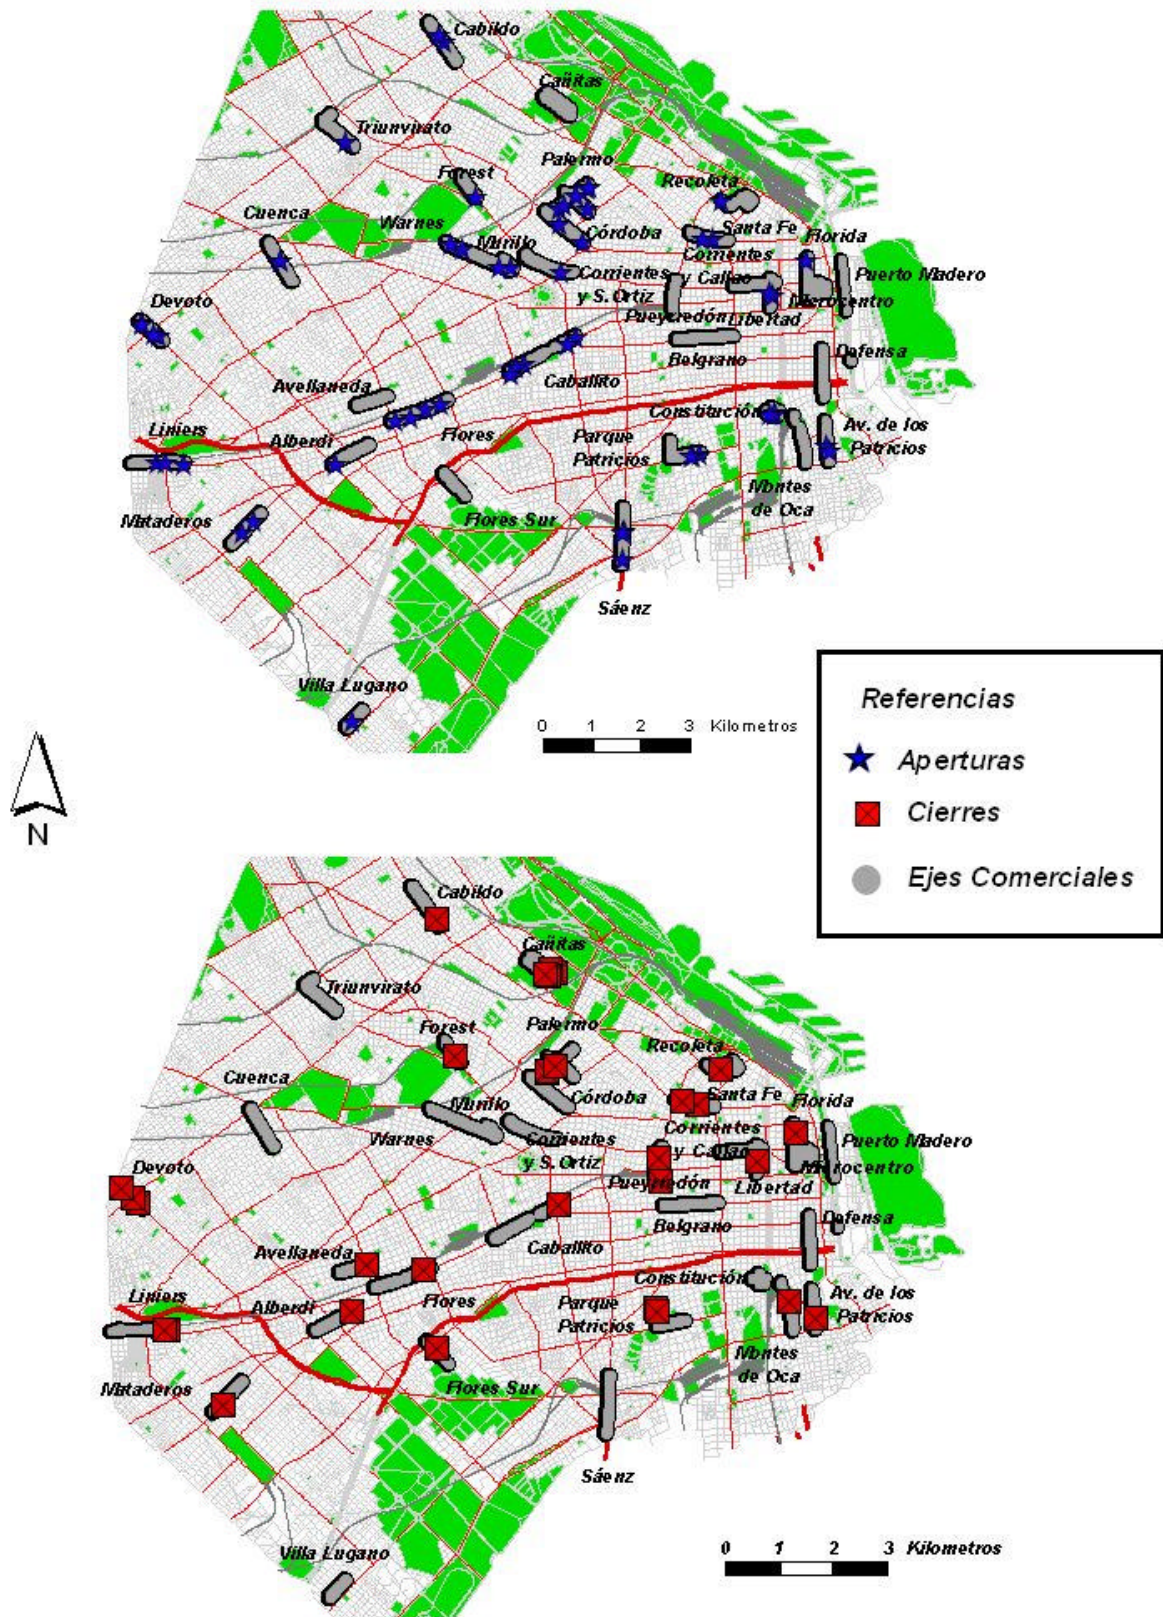 Cabildo
Cañitas
Triunvirato
Palermo
Forest
Recoleta
Cuenca
Warnes
Murillo
Córdoba
Santa Fe
Florida
Corrientes
y S. Ortiz
Corrientes
y Callao
Puerto Madero
Microcentro
Devoto
Pueyrredón
Libertad
Belgrano
Defensa
Avellaneda
Caballito
Constitución
Liniers
Alberdi
Flores
Parque
Patricios
Av. de los
Patricios
Mataderos
Flores Sur
Montes
de Oca
Sáenz
Villa Lugano
0 1 2 3 Kilometros
N
Referencias
Aperturas
Cierres
Ejes Comerciales
Cabildo
Cañitas
Triunvirato
Palermo
Forest
Recoleta
Cuenca
Murillo
Warnes
Córdoba
Santa Fe
Florida
Corrientes
y S. Ortiz
Corrientes
y Callao
Puerto Madero
Microcentro
Devoto
Pueyrredón
Libertad
Belgrano
Defensa
Avellaneda
Caballito
Constitución
Liniers
Alberdi
Flores
Parque
Patricios
Av. de los
Patricios
Mataderos
Flores Sur
Montes
de Oca
Sáenz
Villa Lugano
0 1 2 3 Kilometros